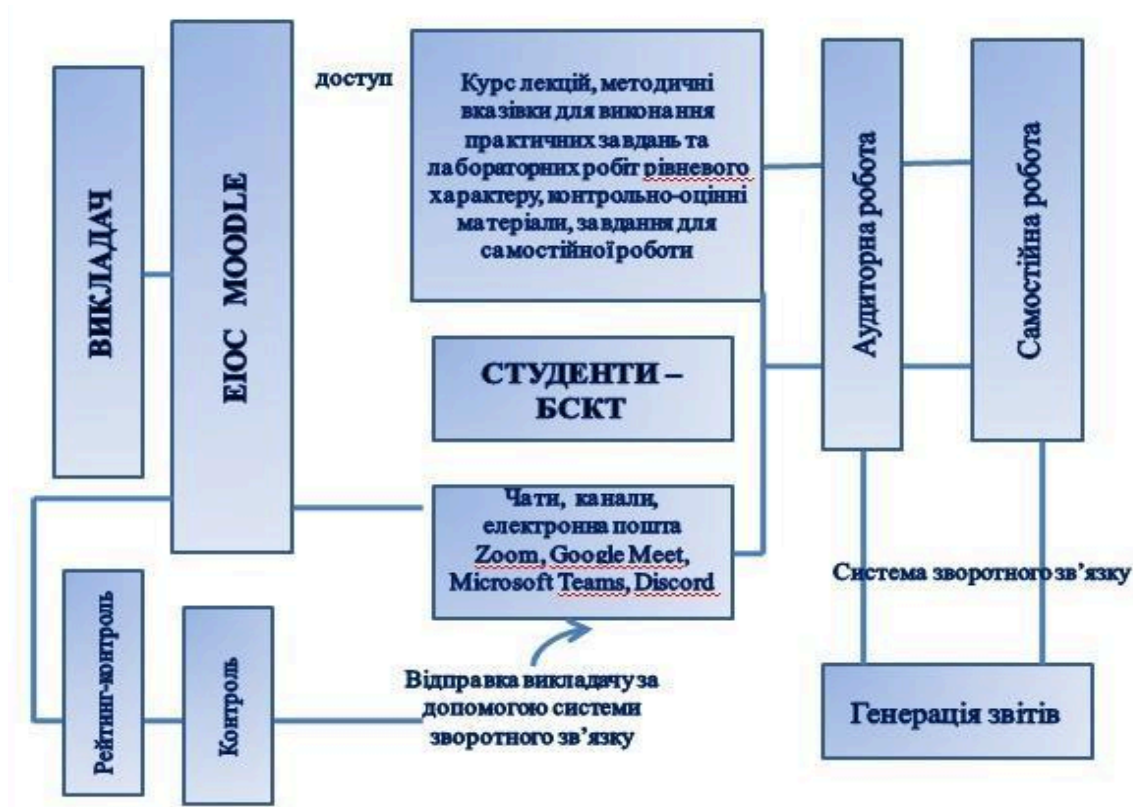 ВИКЛАДАЧ
ЕІОС MOODLE
доступ
Курс лекцій, методичні
вказівки для виконання
практичних завдань та
лабораторних робіт рівневого
характеру, контрольно-оцінні
матеріали, завдання для
самостійної роботи
СТУДЕНТИ –
БСКТ
Чати, канали,
електронна пошта
Zoom, Google Meet,
Microsoft Teams, Discord
Аудиторна робота
Самостійна робота
Система зворотного зв’язку
Генерація звітів
Рейтинг-контроль
Контроль
Відправка викладачу за
допомогою системи
зворотного зв’язку